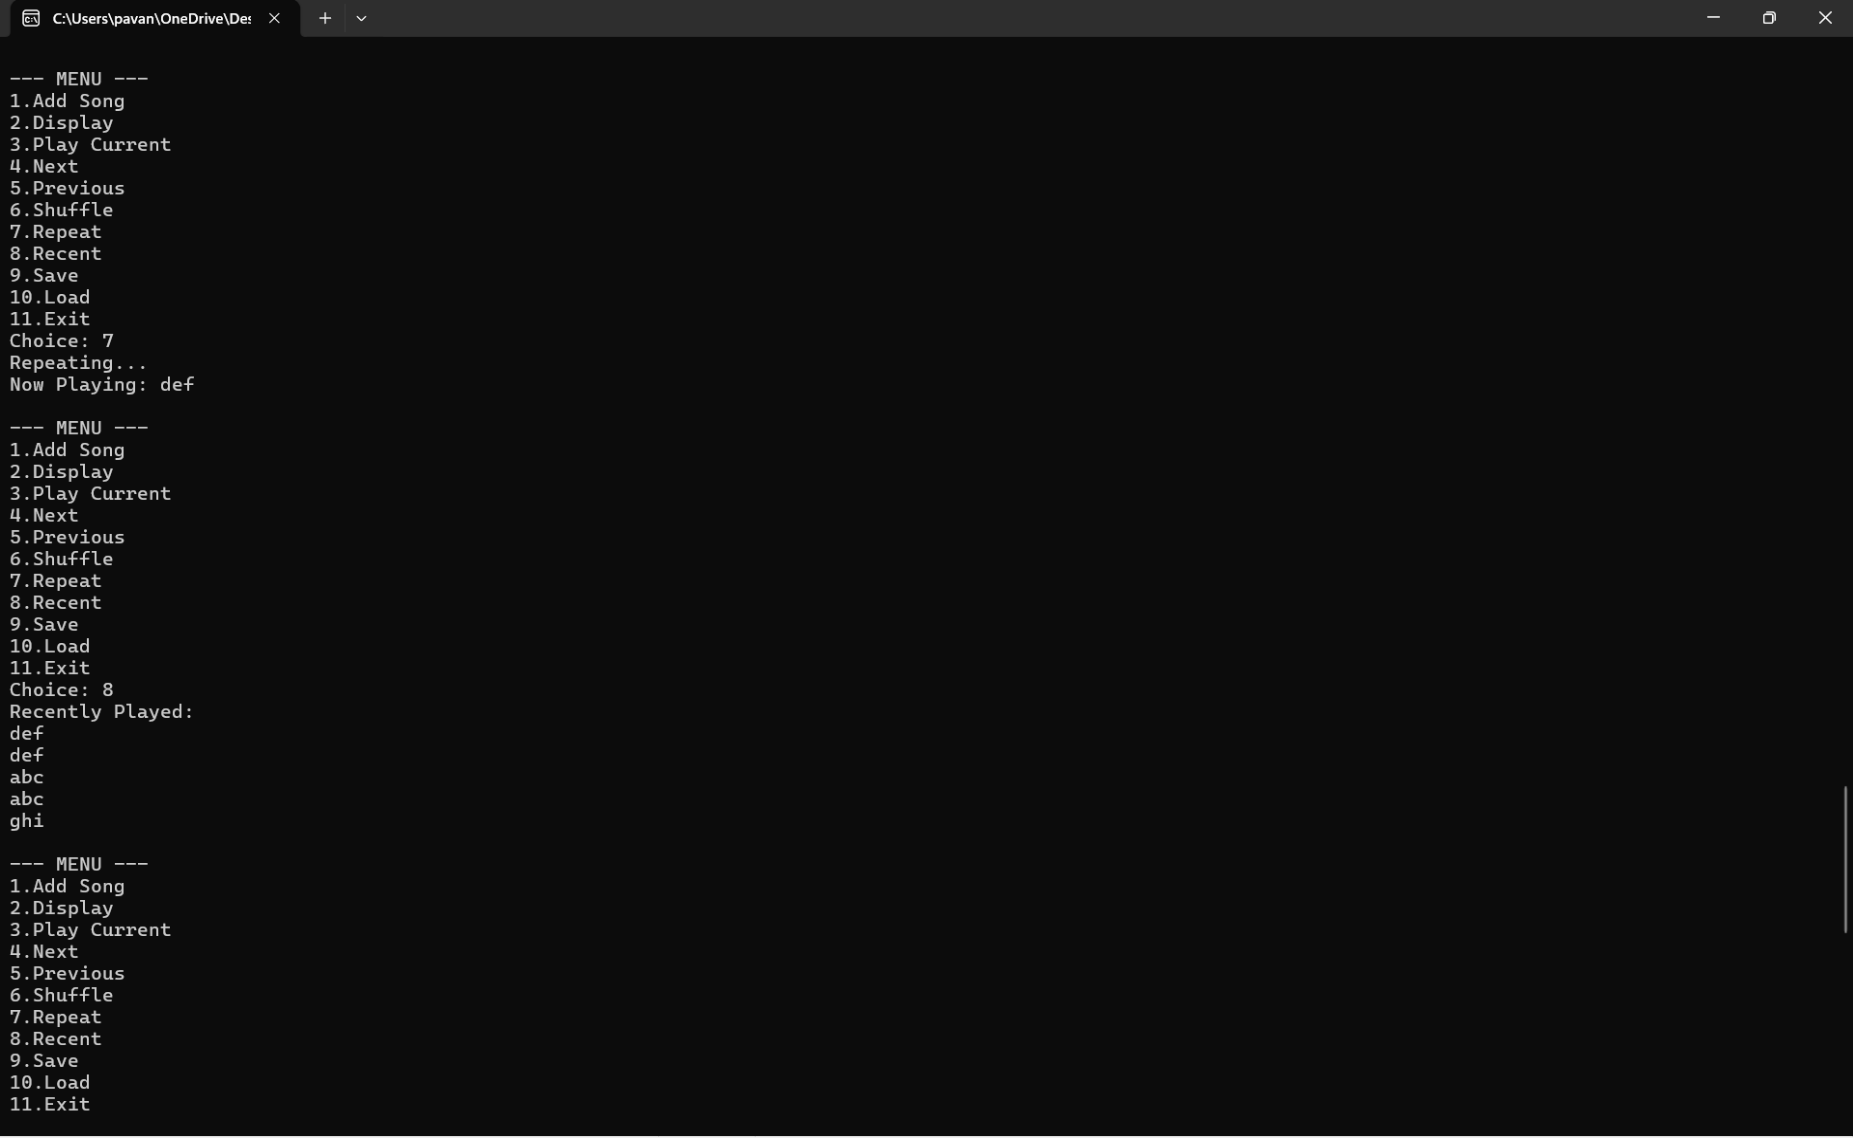 C:\Users\pavan\OneDrive\Des
--- MENU ---
1.Add Song
2.Display
3.Play Current
4.Next
5.Previous
6.Shuffle
7.Repeat
8.Recent
9.Save
10.Load
11.Exit
Choice: 7
Repeating...
Now Playing: def
--- MENU ---
1.Add Song
2.Display
3.Play Current
4.Next
5.Previous
6.Shuffle
7.Repeat
8.Recent
9.Save
10.Load
11.Exit
Choice: 8
Recently Played:
def
def
abc
abc
ghi
--- MENU ---
1.Add Song
2.Display
3.Play Current
4.Next
5.Previous
6.Shuffle
7.Repeat
8.Recent
9.Save
10.Load
11.Exit